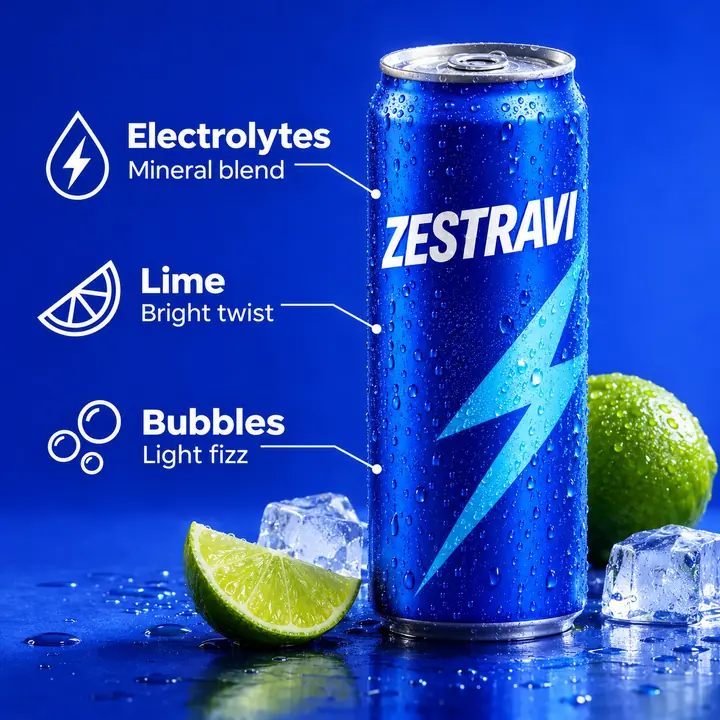 Electrolytes
Mineral blend
ZESTRAVI
Lime
Bright twist
Bubbles
Light fizz